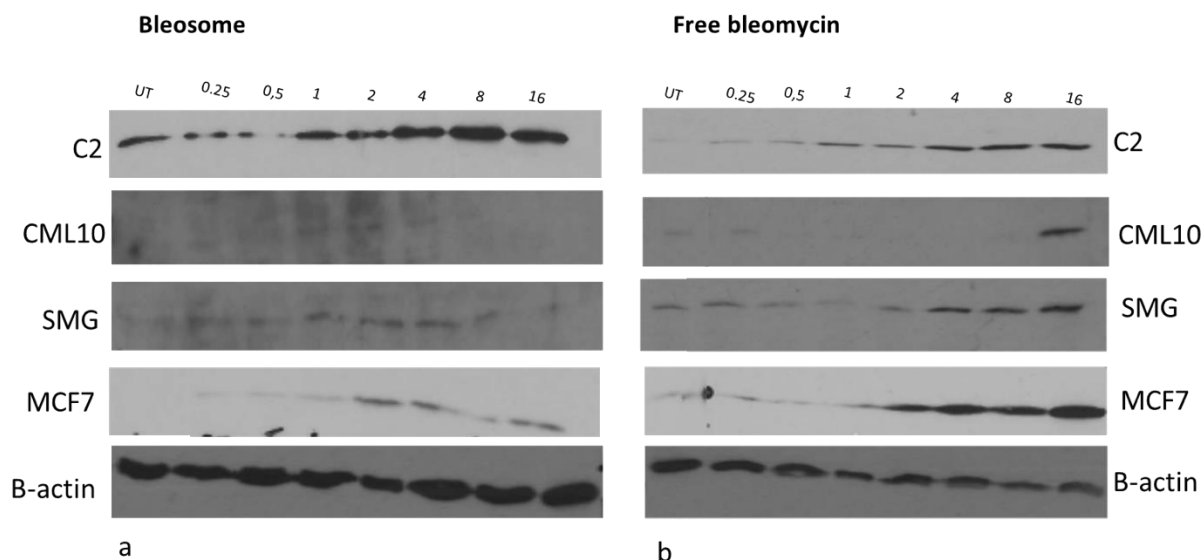 Bleosome
Free bleomycin
UT 0.25 0,5 1 2 4 8 16
UT 0.25 0,5 1 2 4 8 16
C2
C2
CML10
CML10
SMG
SMG
MCF7
MCF7
B-actin
B-actin
a
b